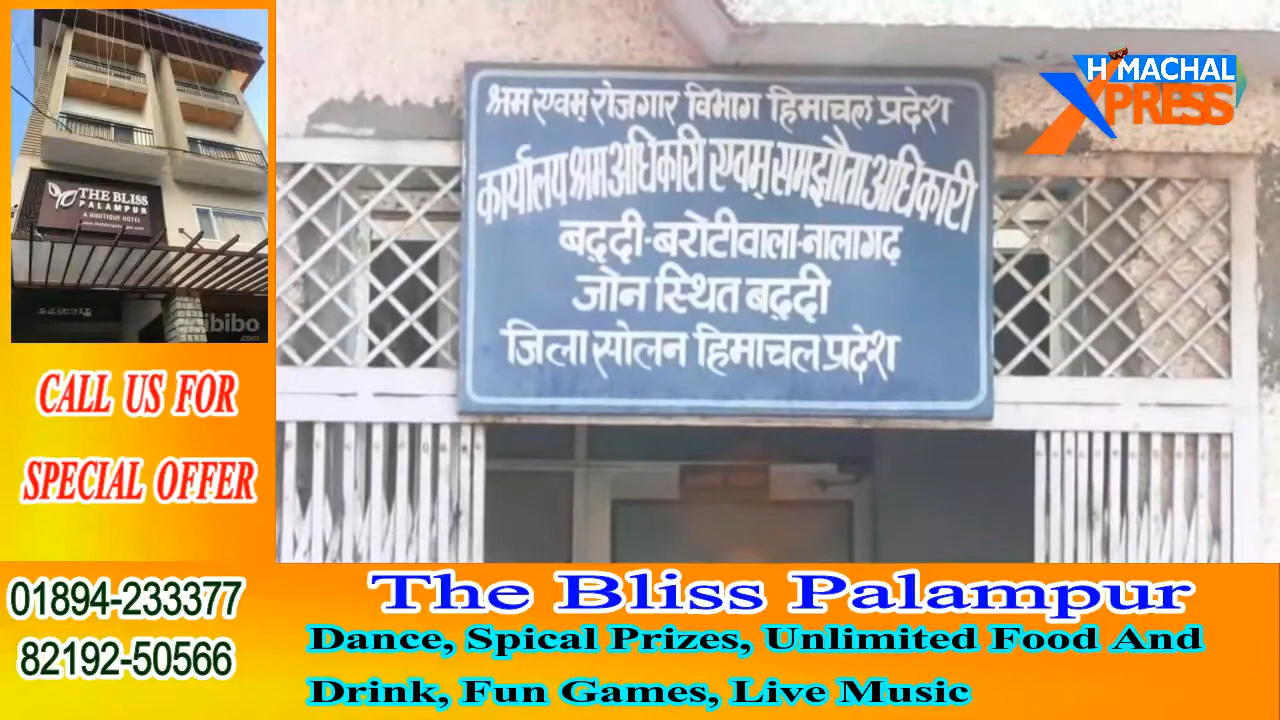 THE BLISS
PALAMPUR
A BOUTIQUE HOTEL
ibibo
.com
CALL US FOR
SPECIAL OFFER
01894-233377
82192-50566
HIMACHAL
XPRESS
श्रम एवम् रोजगार विभाग हिमाचल प्रदेश
कार्यालय श्रम अधिकारी एवम् समझौता अधिकारी
बद्दी-बरोटीवाला-नालागढ़
जोन स्थित बद्दी
जिला सोलन हिमाचल प्रदेश
The Bliss Palampur
Dance, Spical Prizes, Unlimited Food And
Drink, Fun Games, Live Music